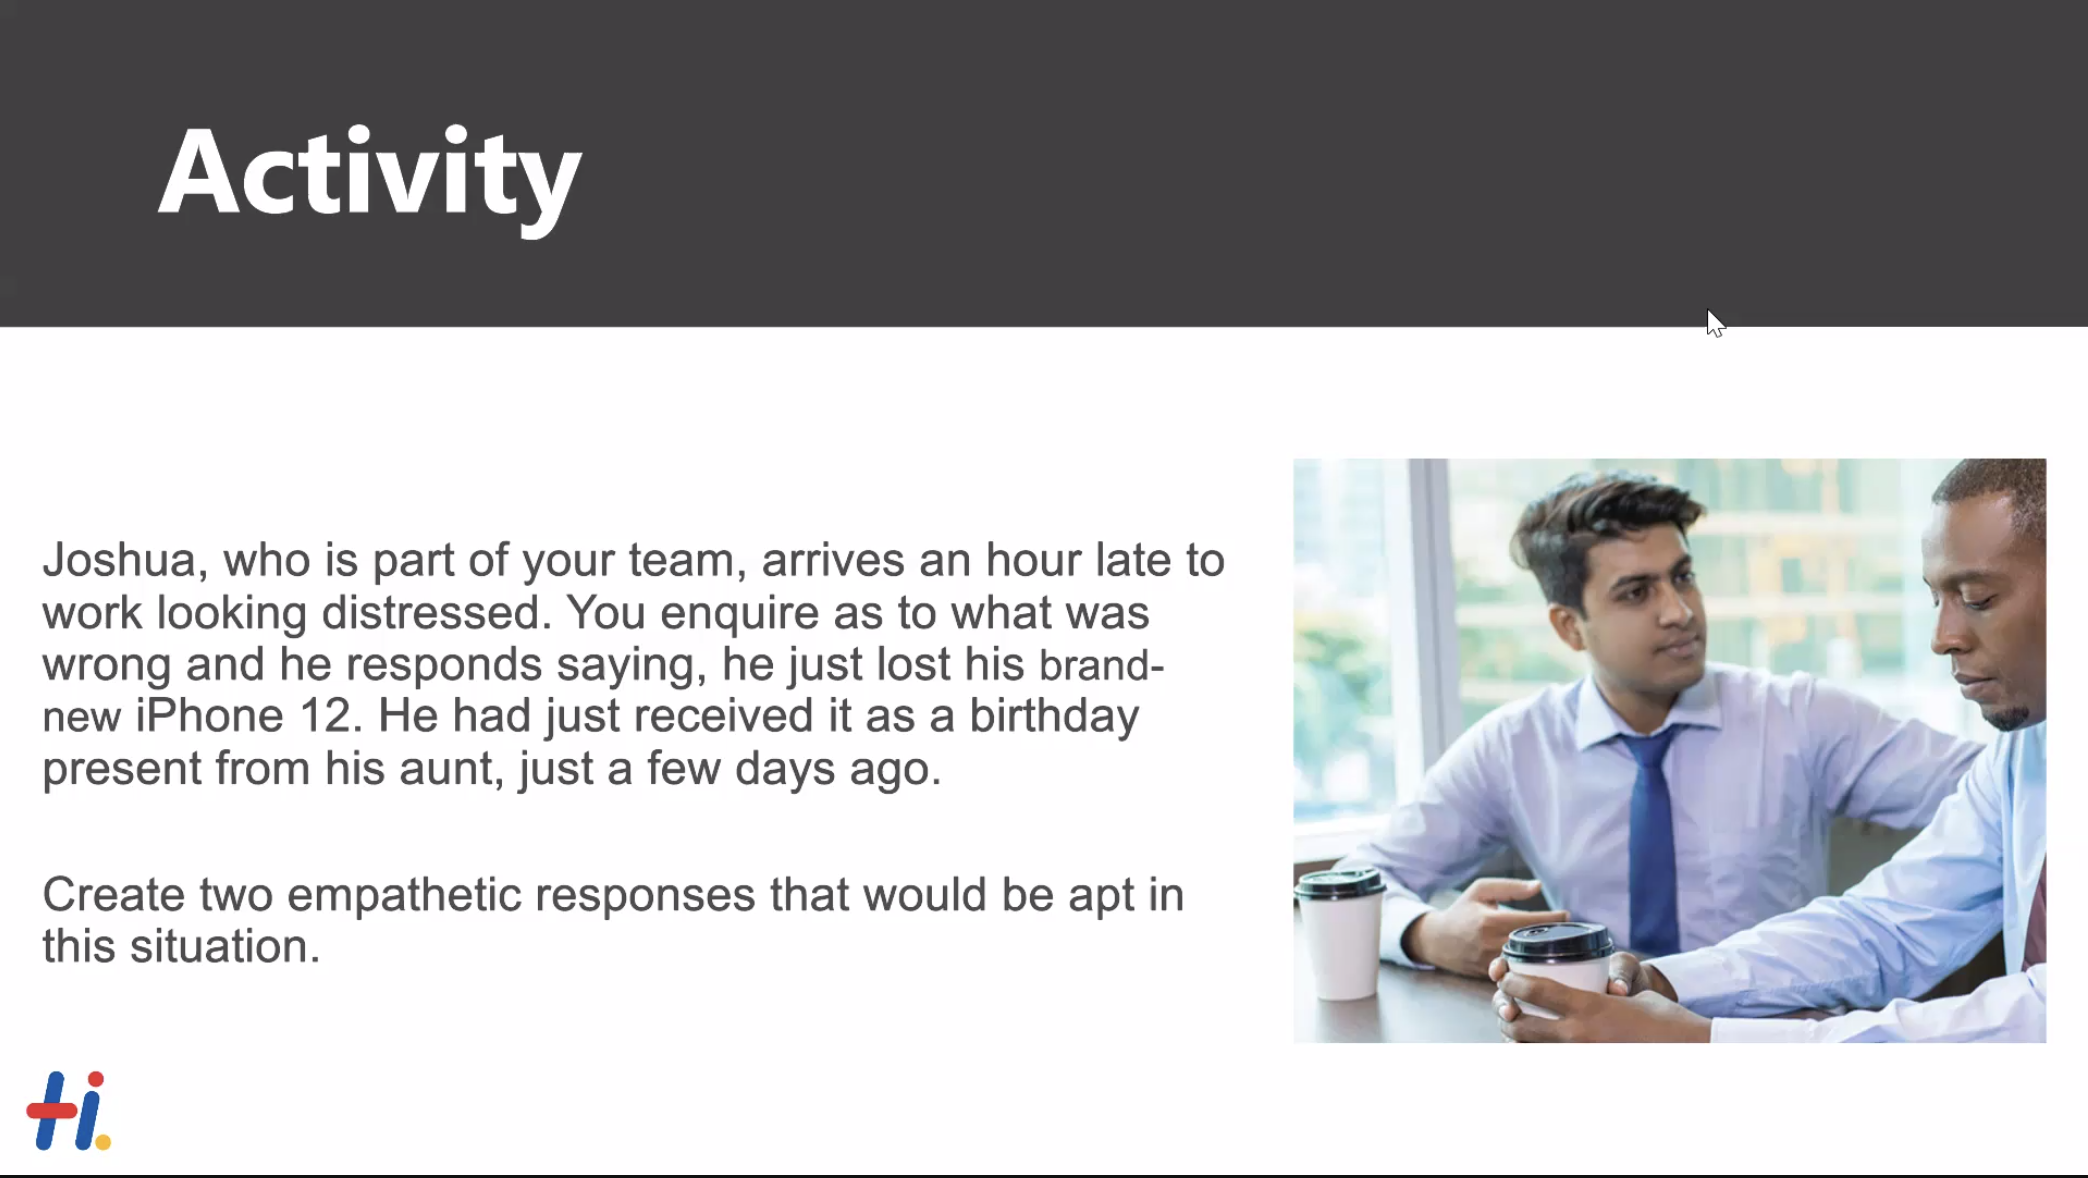 Activity
Joshua, who is part of your team, arrives an hour late to
work looking distressed. You enquire as to what was
wrong and he responds saying, he just lost his brand-
new iPhone 12. He had just received it as a birthday
present from his aunt, just a few days ago.
Create two empathetic responses that would be apt in
this situation.
Hi.